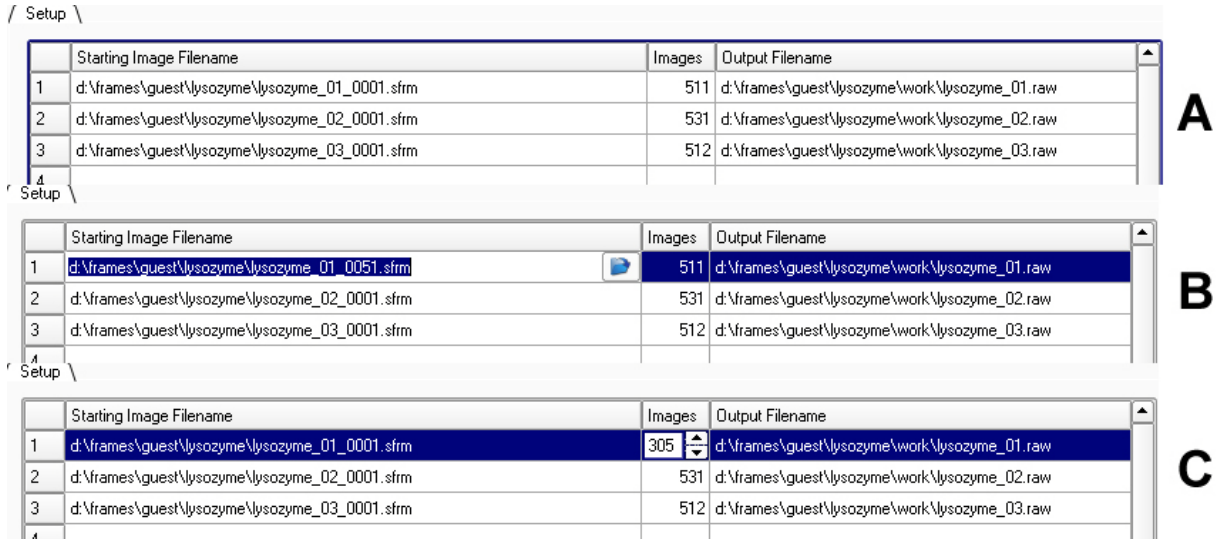 / Setup \
Starting Image Filename Images Output Filename
1 d:\frames\guest\lysozyme\lysozyme_01_0001.sfrm 511 d:\frames\guest\lysozyme\work\lysozyme_01.raw
2 d:\frames\guest\lysozyme\lysozyme_02_0001.sfrm 531 d:\frames\guest\lysozyme\work\lysozyme_02.raw
3 d:\frames\guest\lysozyme\lysozyme_03_0001.sfrm 512 d:\frames\guest\lysozyme\work\lysozyme_03.raw
4
A
Setup \
Starting Image Filename Images Output Filename
1 d:\frames\guest\lysozyme\lysozyme_01_0051.sfrm 511 d:\frames\guest\lysozyme\work\lysozyme_01.raw
2 d:\frames\guest\lysozyme\lysozyme_02_0001.sfrm 531 d:\frames\guest\lysozyme\work\lysozyme_02.raw
3 d:\frames\guest\lysozyme\lysozyme_03_0001.sfrm 512 d:\frames\guest\lysozyme\work\lysozyme_03.raw
4
B
Setup \
Starting Image Filename Images Output Filename
1 d:\frames\guest\lysozyme\lysozyme_01_0001.sfrm 305 d:\frames\guest\lysozyme\work\lysozyme_01.raw
2 d:\frames\guest\lysozyme\lysozyme_02_0001.sfrm 531 d:\frames\guest\lysozyme\work\lysozyme_02.raw
3 d:\frames\guest\lysozyme\lysozyme_03_0001.sfrm 512 d:\frames\guest\lysozyme\work\lysozyme_03.raw
4
C